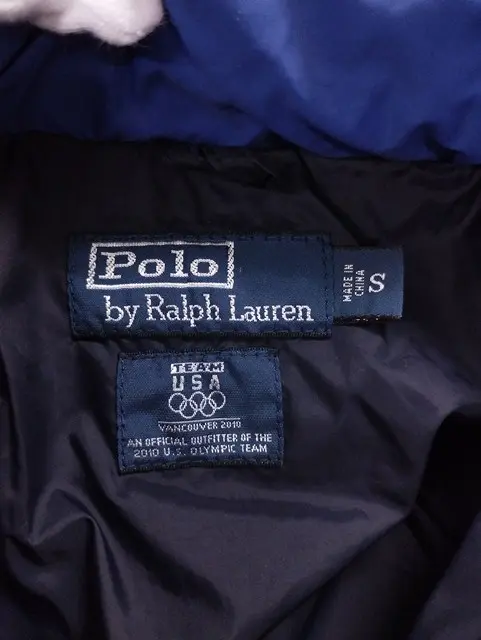 Polo
by Ralph Lauren
MADE IN
CHINA
S
TEAM
USA
VANCOUVER 2010
AN OFFICIAL OUTFITTER OF THE
2010 U.S. OLYMPIC TEAM